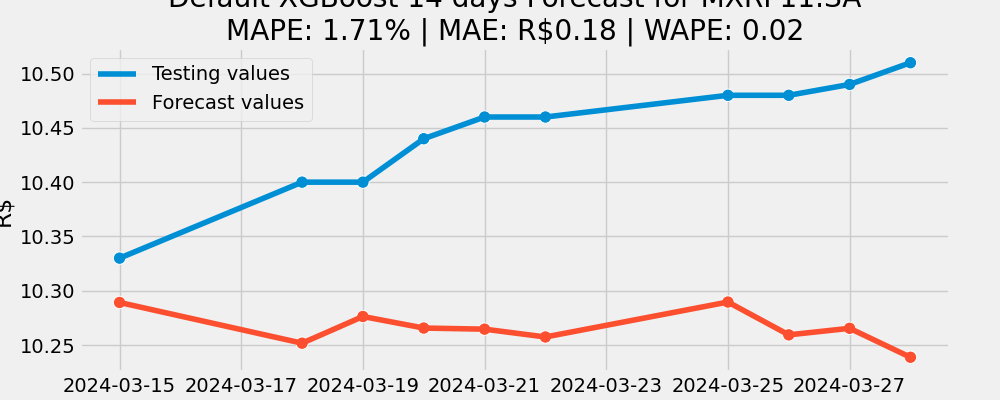 Default XGBoost 14 days Forecast for MXRF11.SA
MAPE: 1.71% | MAE: R$0.18 | WAPE: 0.02
Testing values
Forecast values
R$
10.50
10.45
10.40
10.35
10.30
10.25
2024-03-15 2024-03-17 2024-03-19 2024-03-21 2024-03-23 2024-03-25 2024-03-27